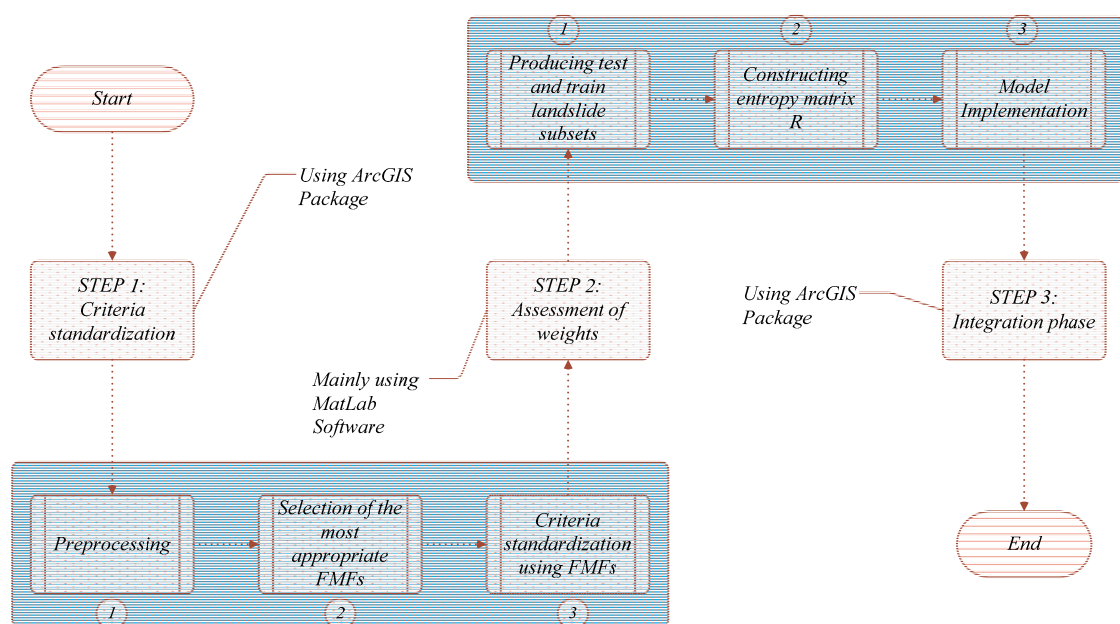 Start
Using ArcGIS
Package
STEP 1:
Criteria
standardization
1
Preprocessing
2
Selection of the
most
appropriate
FMFs
3
Criteria
standardization
using FMFs
STEP 2:
Assessment of
weights
Mainly using
MatLab
Software
1
Producing test
and train
landslide
subsets
2
Constructing
entropy matrix
R
3
Model
Implementation
STEP 3:
Integration phase
Using ArcGIS
Package
End